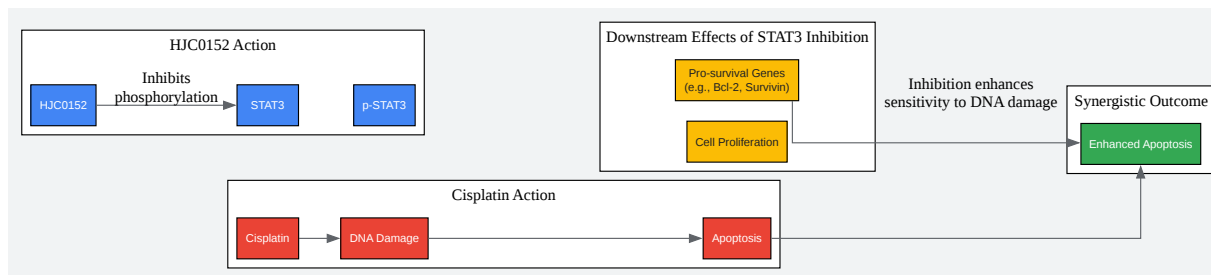 HJC0152 Action
HJC0152
Inhibits
phosphorylation
STAT3
p-STAT3
Downstream Effects of STAT3 Inhibition
Pro-survival Genes
(e.g., Bcl-2, Survivin)
Cell Proliferation
Inhibition enhances
sensitivity to DNA damage
Synergistic Outcome
Enhanced Apoptosis
Cisplatin Action
Cisplatin
DNA Damage
Apoptosis